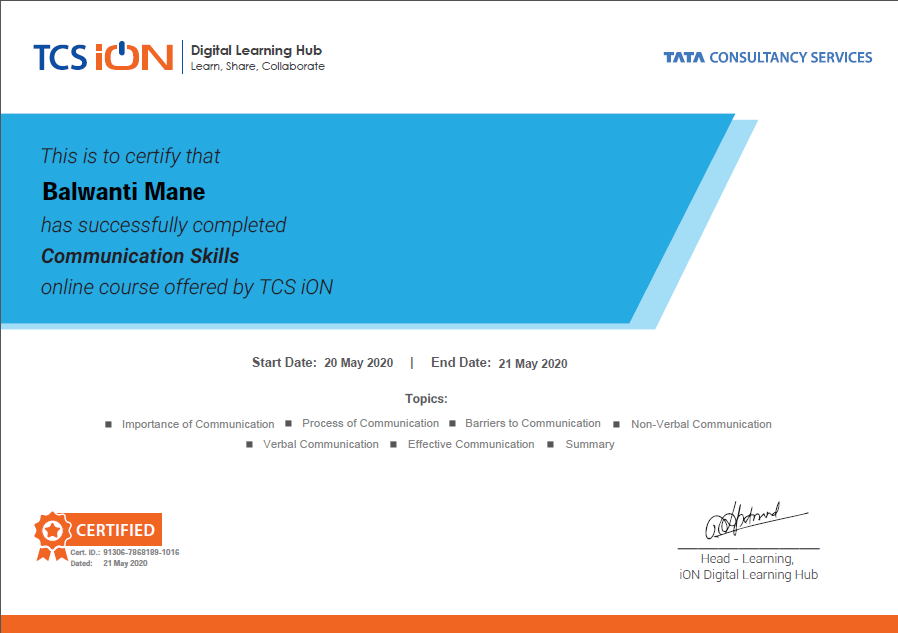 TCS iON
Digital Learning Hub
Learn, Share, Collaborate
TATA CONSULTANCY SERVICES
This is to certify that
Balwanti Mane
has successfully completed
Communication Skills
online course offered by TCS iON
Start Date: 20 May 2020 | End Date: 21 May 2020
Topics:
■ Importance of Communication ■ Process of Communication ■ Barriers to Communication ■ Non-Verbal Communication
■ Verbal Communication ■ Effective Communication ■ Summary
CERTIFIED
Cert. ID.: 91306-7868189-1016
Dated: 21 May 2020
Head - Learning,
iON Digital Learning Hub